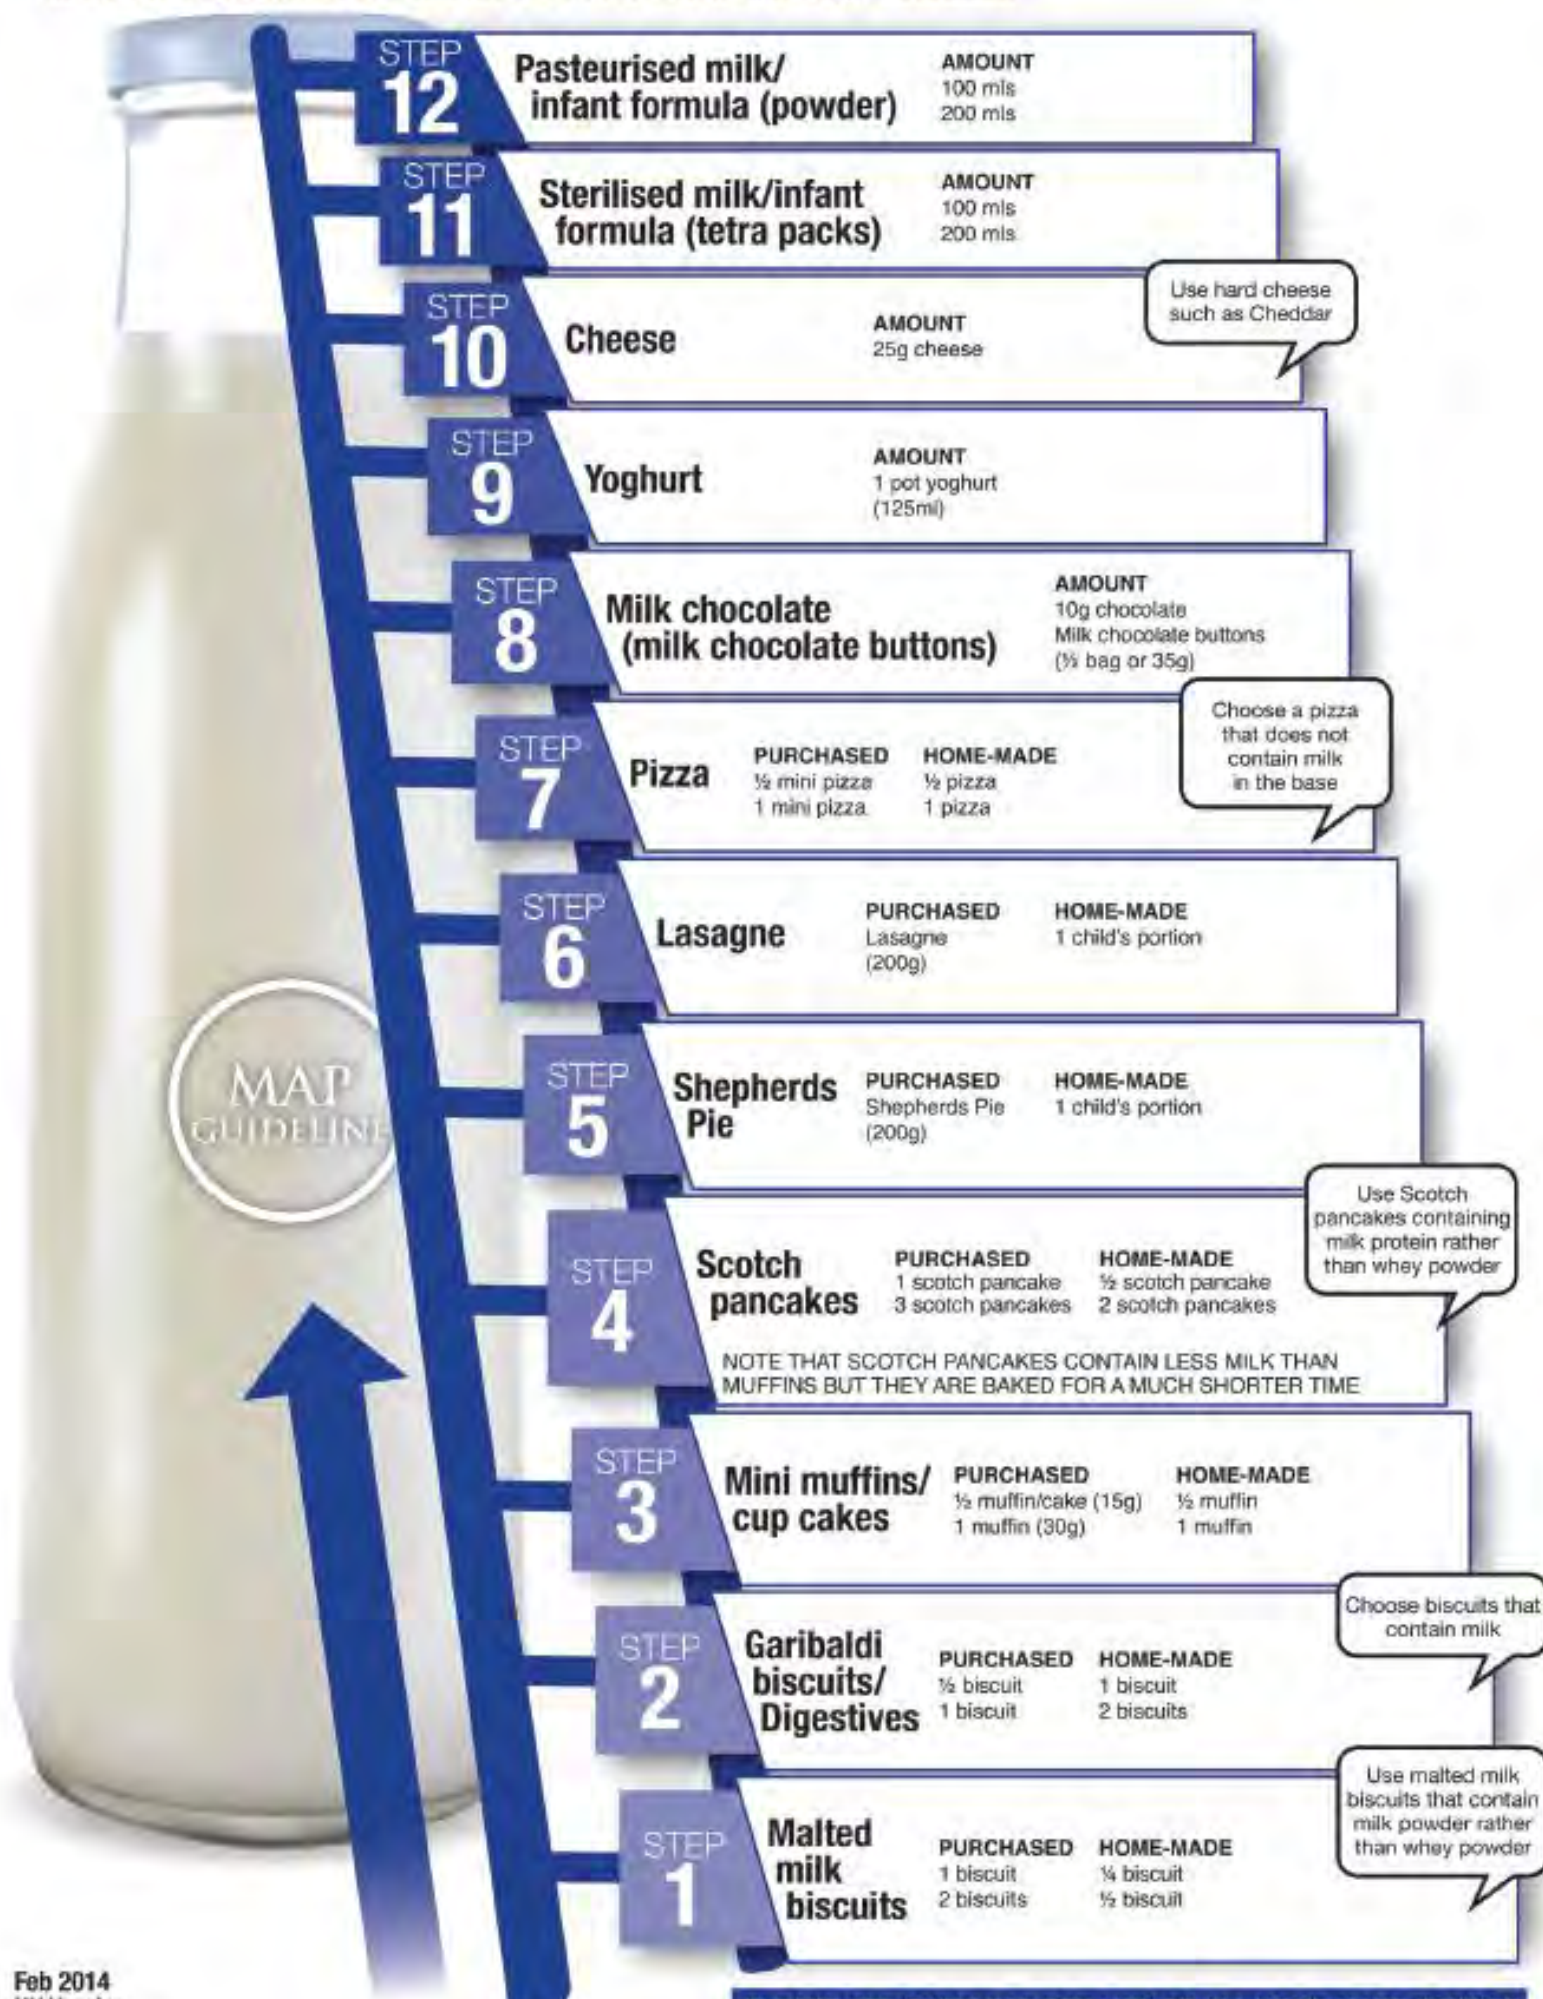 STEP
12
Pasteurised milk/
infant formula (powder)
AMOUNT
100 mls
200 mls
STEP
11
Sterilised milk/infant
formula (tetra packs)
AMOUNT
100 mls
200 mls
STEP
10
Cheese
AMOUNT
25g cheese
Use hard cheese
such as Cheddar
STEP
9
Yoghurt
AMOUNT
1 pot yoghurt
(125ml)
STEP
8
Milk chocolate
(milk chocolate buttons)
AMOUNT
10g chocolate
Milk chocolate buttons
(⅓ bag or 35g)
STEP
7
Pizza
PURCHASED
½ mini pizza
1 mini pizza
HOME-MADE
½ pizza
1 pizza
Choose a pizza
that does not
contain milk
in the base
STEP
6
Lasagne
PURCHASED
Lasagne
(200g)
HOME-MADE
1 child's portion
MAP
GUIDELINE
STEP
5
Shepherds
Pie
PURCHASED
Shepherds Pie
(200g)
HOME-MADE
1 child's portion
STEP
4
Scotch
pancakes
PURCHASED
1 scotch pancake
3 scotch pancakes
HOME-MADE
½ scotch pancake
2 scotch pancakes
Use Scotch
pancakes containing
milk protein rather
than whey powder
NOTE THAT SCOTCH PANCAKES CONTAIN LESS MILK THAN
MUFFINS BUT THEY ARE BAKED FOR A MUCH SHORTER TIME
STEP
3
Mini muffins/
cup cakes
PURCHASED
½ muffin/cake (15g)
1 muffin (30g)
HOME-MADE
½ muffin
1 muffin
STEP
2
Garibaldi
biscuits/
Digestives
PURCHASED
½ biscuit
1 biscuit
HOME-MADE
1 biscuit
2 biscuits
Choose biscuits that
contain milk
STEP
1
Malted
milk
biscuits
PURCHASED
1 biscuit
2 biscuits
HOME-MADE
¼ biscuit
½ biscuit
Use malted milk
biscuits that contain
milk powder rather
than whey powder
Feb 2014